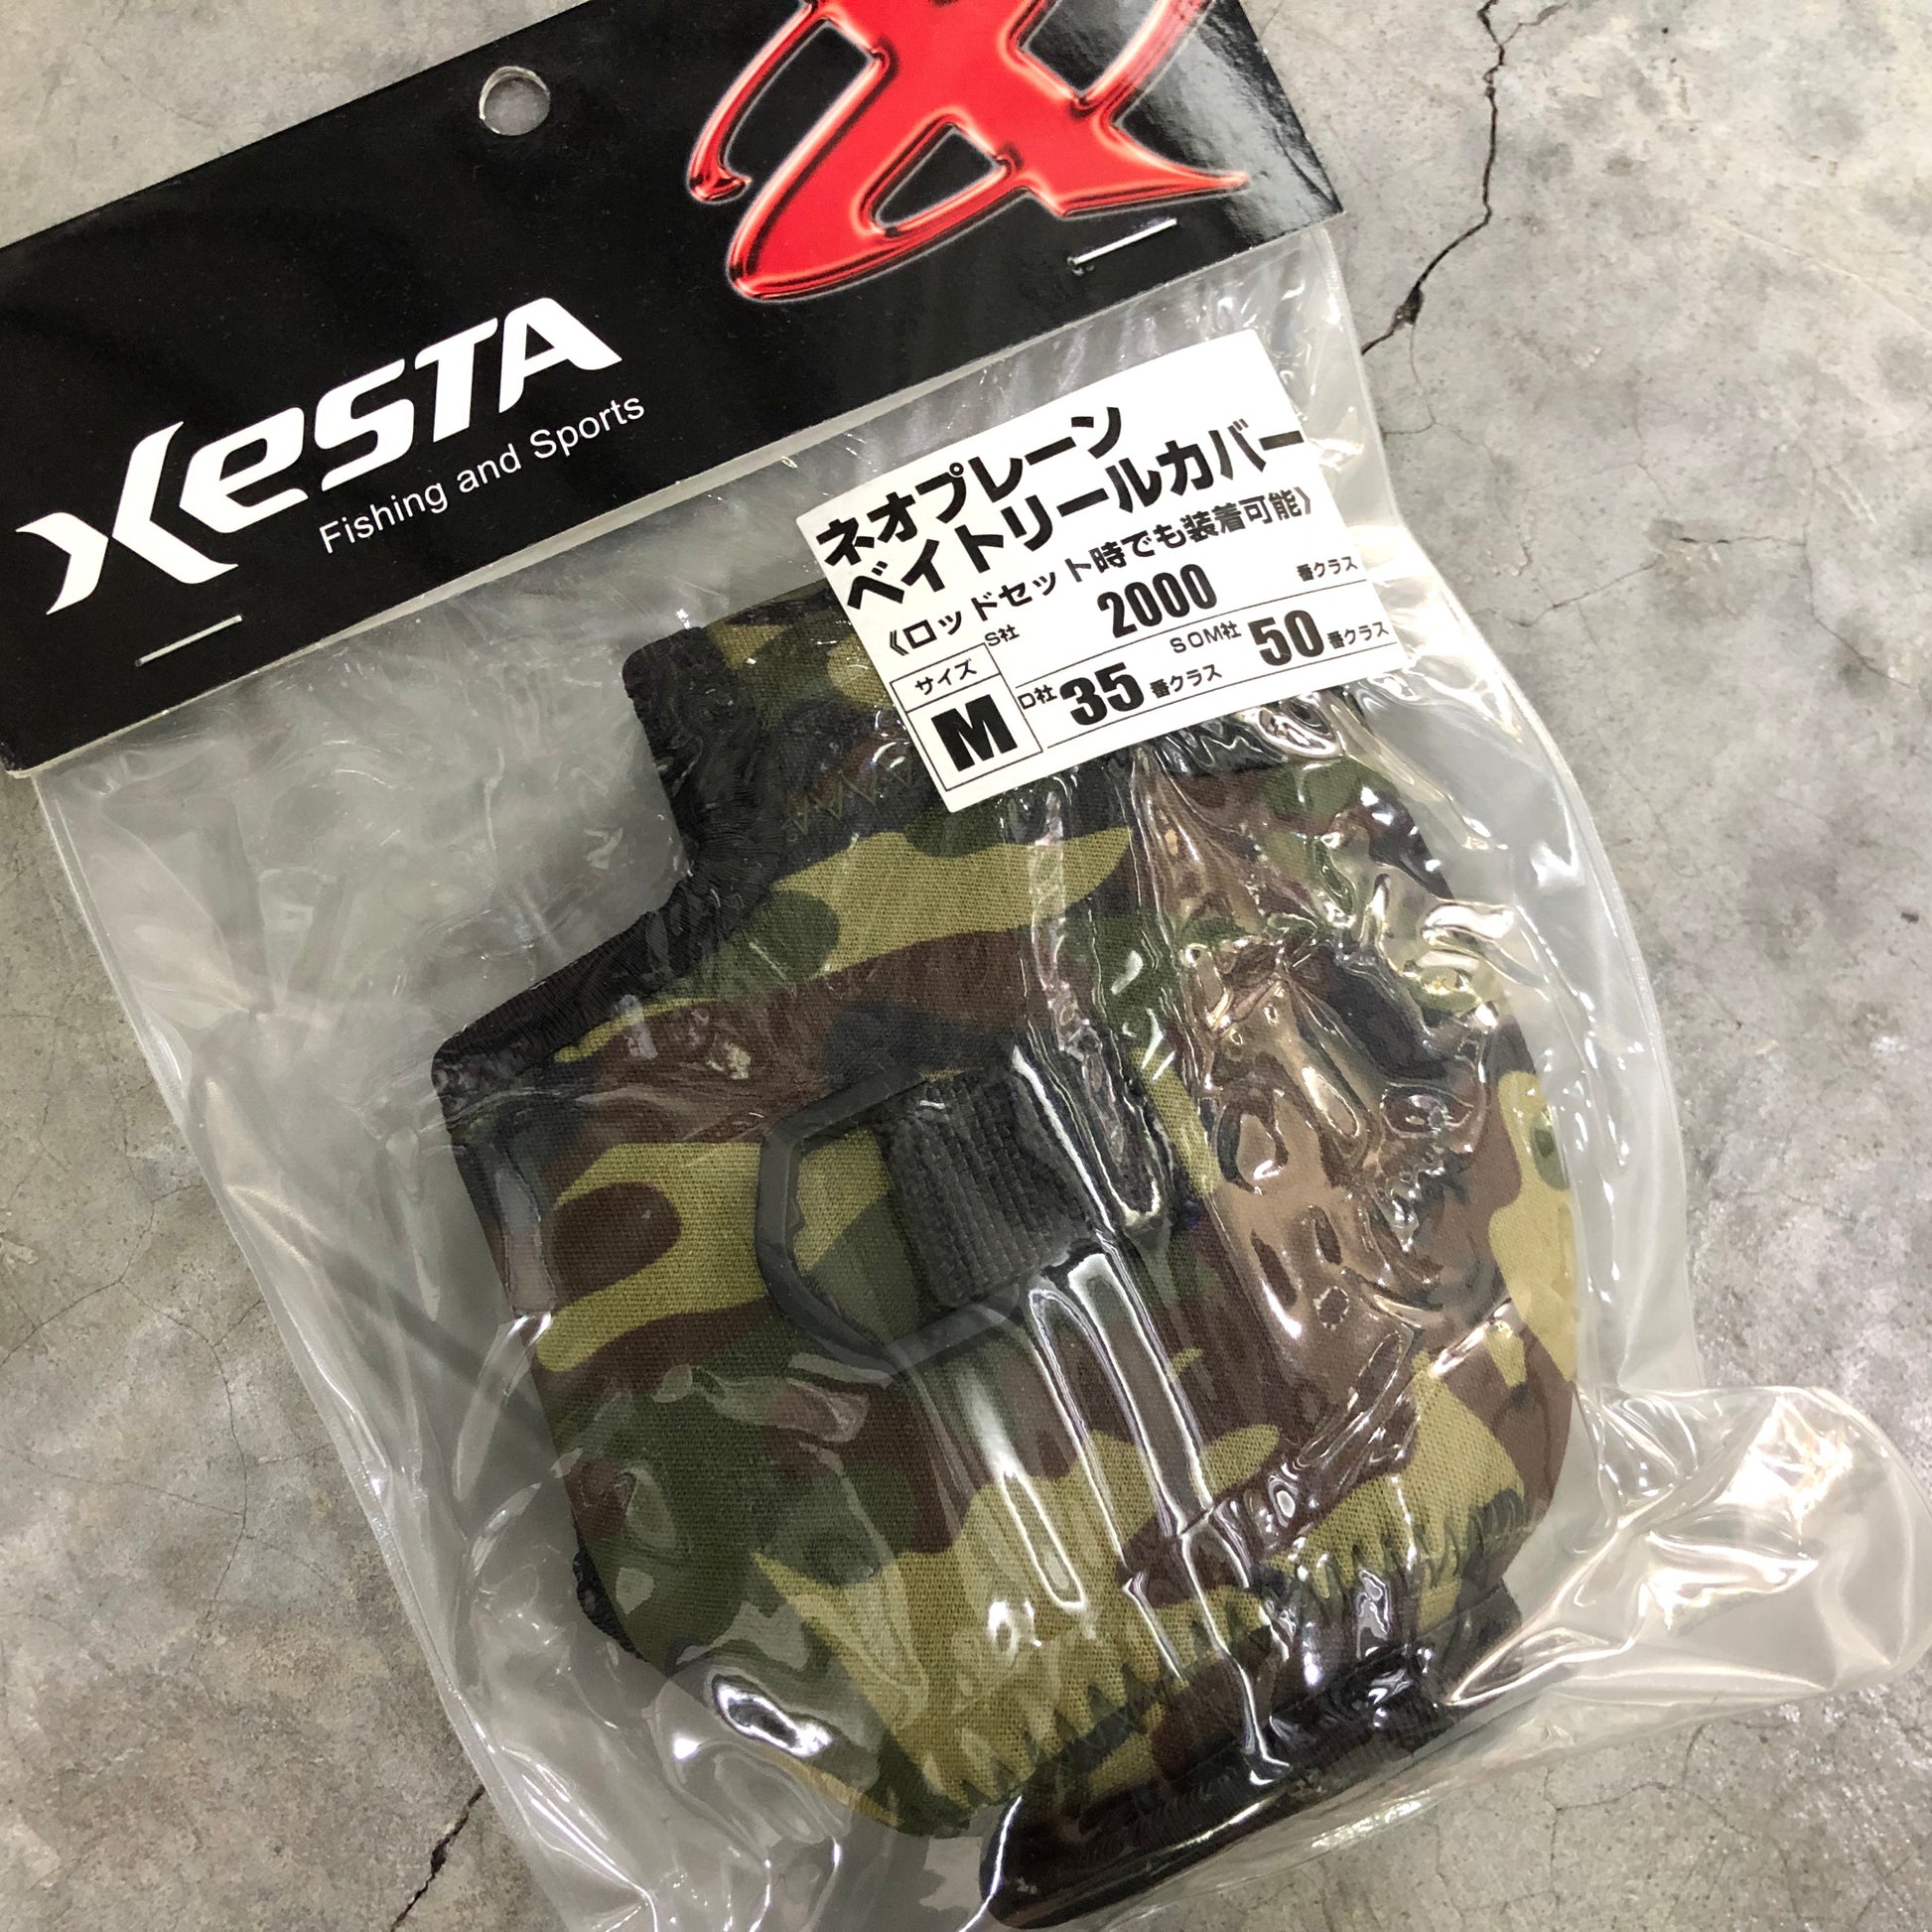 XESTA
Fishing and Sports
ネオプレーン
ベイトリールカバー
《ロッドセット時でも装着可能》
サイズ
M
S社 2000 番クラス
D社 35 番クラス SOM社 50 番クラス